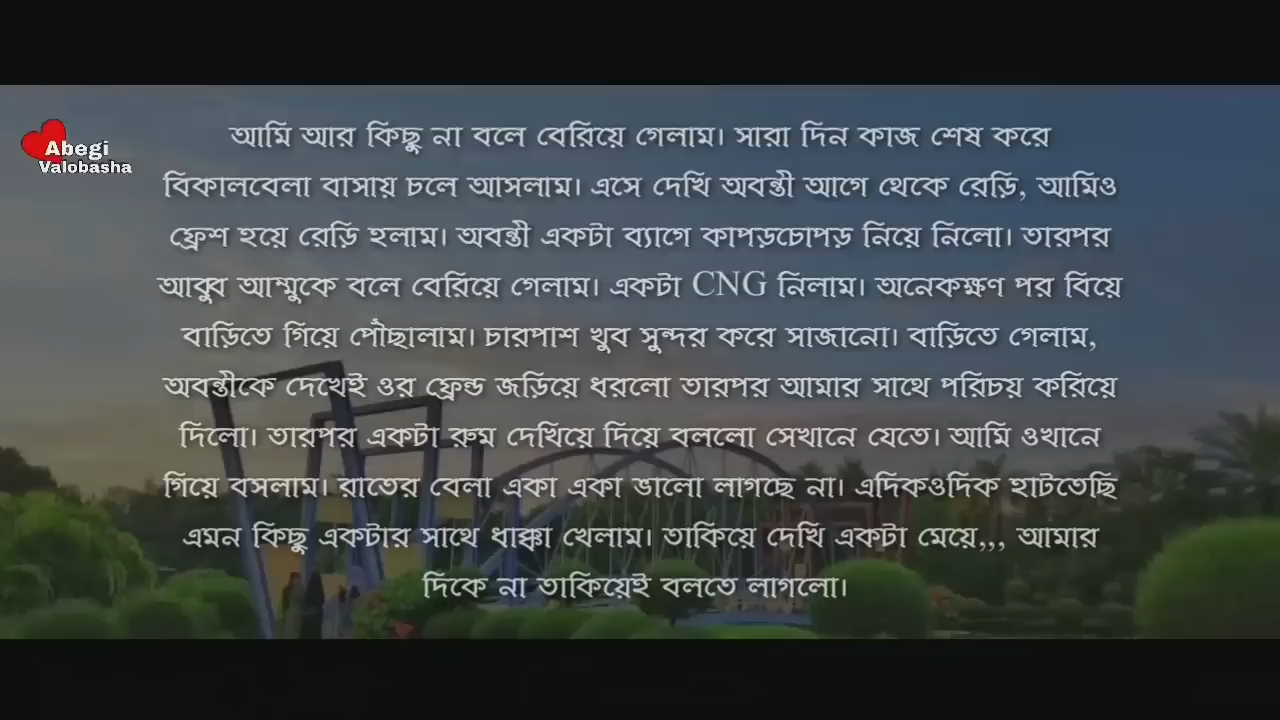 Abegi
Valobasha
আমি আর কিছু না বলে বেরিয়ে গেলাম। সারা দিন কাজ শেষ করে
বিকালবেলা বাসায় চলে আসলাম। এসে দেখি অবন্তী আগে থেকে রেড়ি, আমিও
ফ্রেশ হয়ে রেড়ি হলাম। অবন্তী একটা ব্যাগে কাপড়চোপড় নিয়ে নিলো। তারপর
আব্বু আম্মুকে বলে বেরিয়ে গেলাম। একটা CNG নিলাম। অনেকক্ষণ পর বিয়ে
বাড়িতে গিয়ে পৌঁছালাম। চারপাশ খুব সুন্দর করে সাজানো। বাড়িতে গেলাম,
অবন্তীকে দেখেই ওর ফ্রেন্ড জড়িয়ে ধরলো তারপর আমার সাথে পরিচয় করিয়ে
দিলো। তারপর একটা রুম দেখিয়ে দিয়ে বললো সেখানে যেতে। আমি ওখানে
গিয়ে বসলাম। রাতের বেলা একা একা ভালো লাগছে না। এদিকওদিক হাটতেছি
এমন কিছু একটার সাথে ধাক্কা খেলাম। তাকিয়ে দেখি একটা মেয়ে,,, আমার
দিকে না তাকিয়েই বলতে লাগলো।